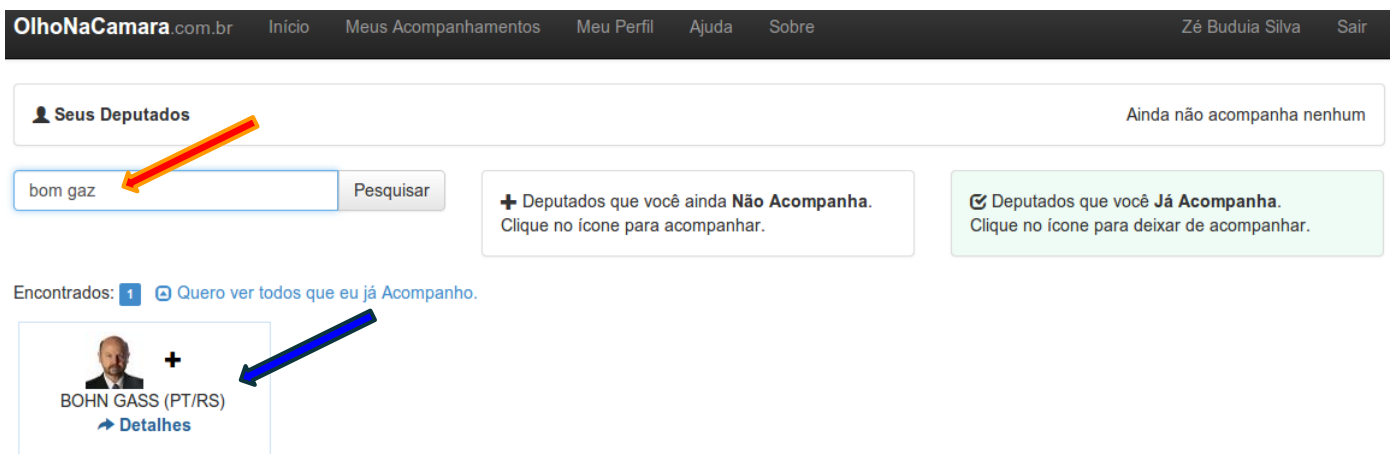 OlhoNaCamara.com.br Início Meus Acompanhamentos Meu Perfil Ajuda Sobre Zé Buduia Silva Sair
Seus Deputados Ainda não acompanha nenhum
bom gaz Pesquisar
Deputados que você ainda Não Acompanha.
Clique no ícone para acompanhar.
Deputados que você Já Acompanha.
Clique no ícone para deixar de acompanhar.
Encontrados: 1 Quero ver todos que eu já Acompanho.
BOHN GASS (PT/RS)
Detalhes